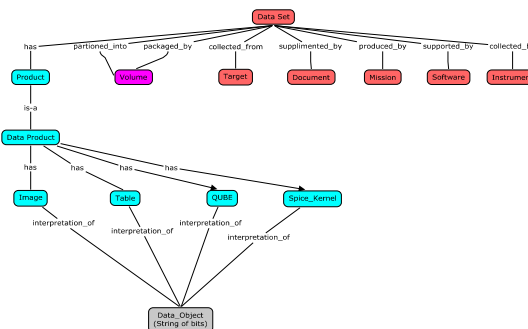 Data Set
has
partioned_into
packaged_by
collected_from
supplimented_by
produced_by
supported_by
Product
Volume
Target
Document
Mission
Software
is-a
Data Product
has
has
has
has
Image
Table
QUBE
Spice_Kernel
interpretation_of
interpretation_of
interpretation_of
interpretation_of
Data_Object
(String of bits)